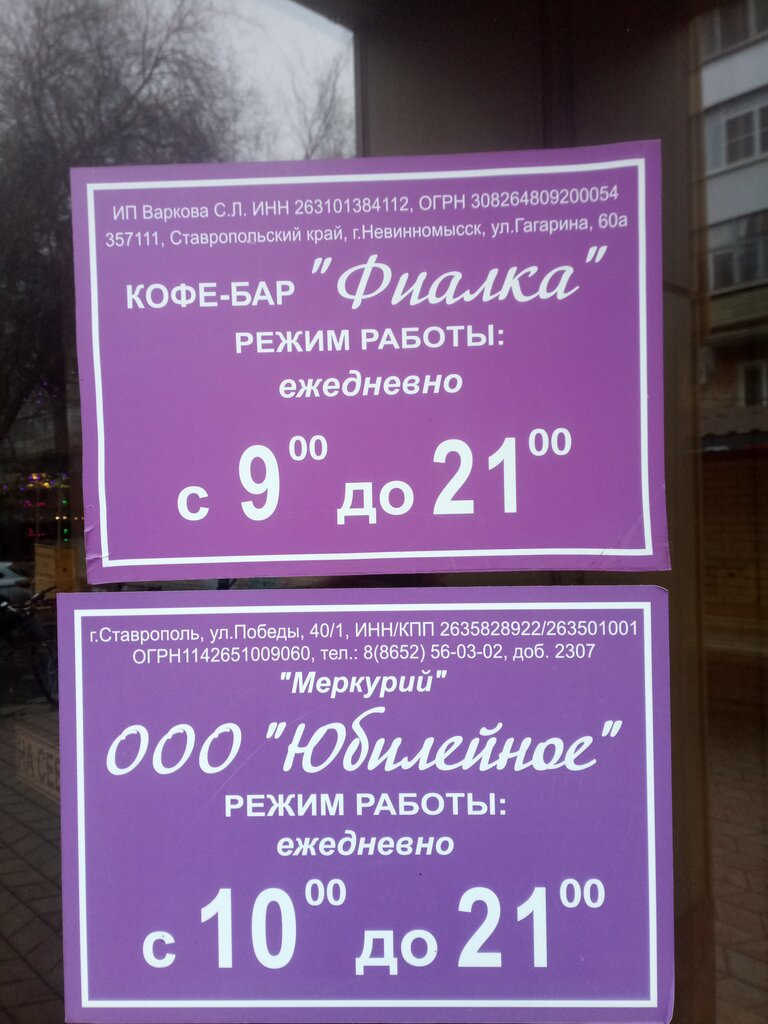 ИП Варкова С.Л. ИНН 263101384112, ОГРН 308264809200054
357111, Ставропольский край, г.Невинномысск, ул.Гагарина, 60а
КОФЕ-БАР "Фиалка"
РЕЖИМ РАБОТЫ:
ежедневно
с 9 00 до 21 00
г.Ставрополь, ул.Победы, 40/1, ИНН/КПП 2635828922/263501001
ОГРН1142651009060, тел.: 8(8652) 56-03-02, доб. 2307
"Меркурий"
ООО "Юбилейное"
РЕЖИМ РАБОТЫ:
ежедневно
с 10 00 до 21 00